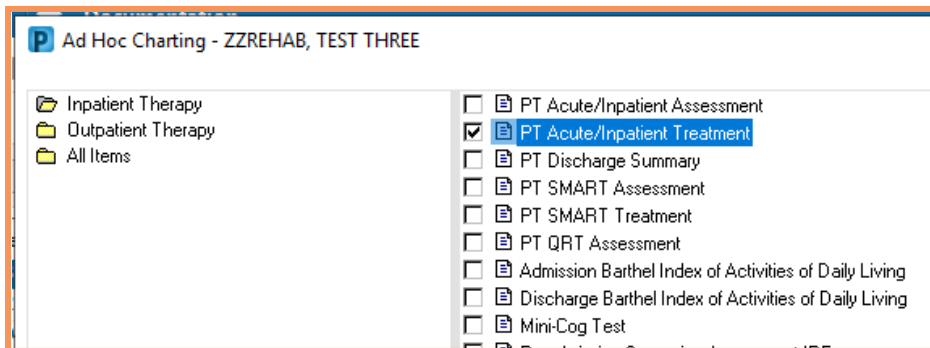 Documentation
P Ad Hoc Charting - ZZREHAB, TEST THREE
Inpatient Therapy
Outpatient Therapy
All Items
PT Acute/Inpatient Assessment
PT Acute/Inpatient Treatment
PT Discharge Summary
PT SMART Assessment
PT SMART Treatment
PT QRT Assessment
Admission Barthel Index of Activities of Daily Living
Discharge Barthel Index of Activities of Daily Living
Mini-Cog Test